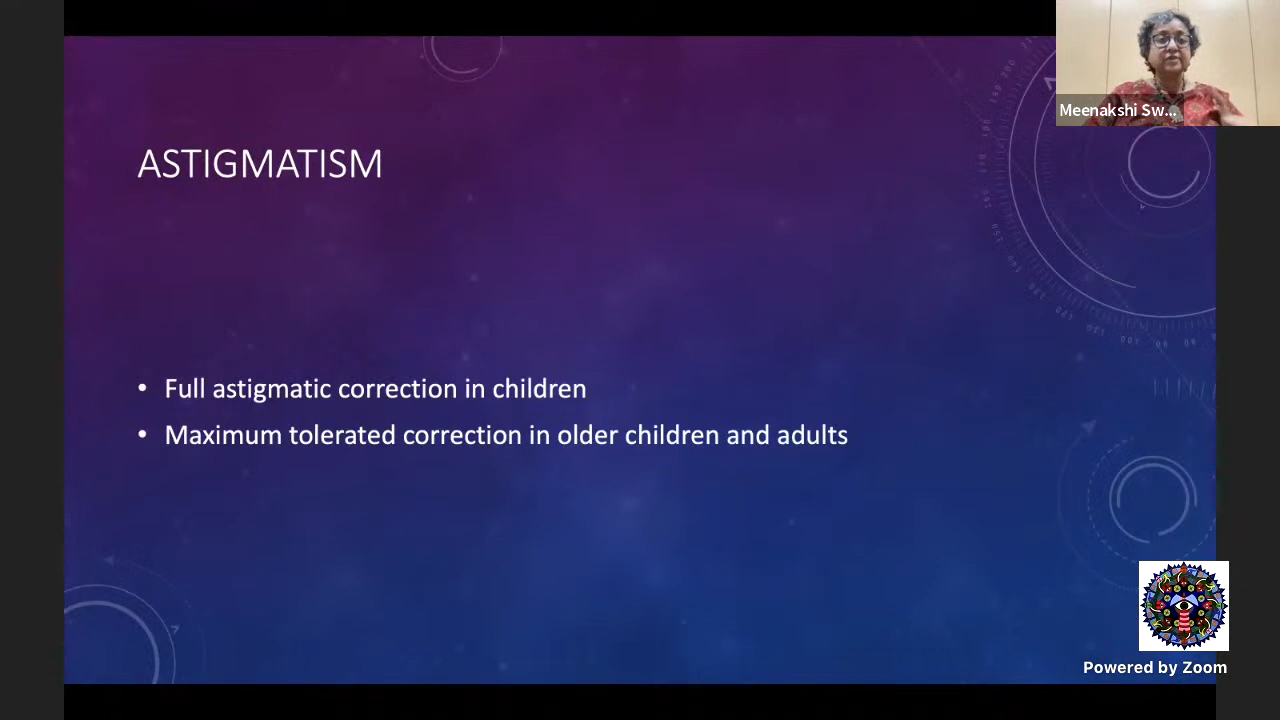 Meenakshi Sw...
ASTIGMATISM
• Full astigmatic correction in children
• Maximum tolerated correction in older children and adults
Powered by Zoom